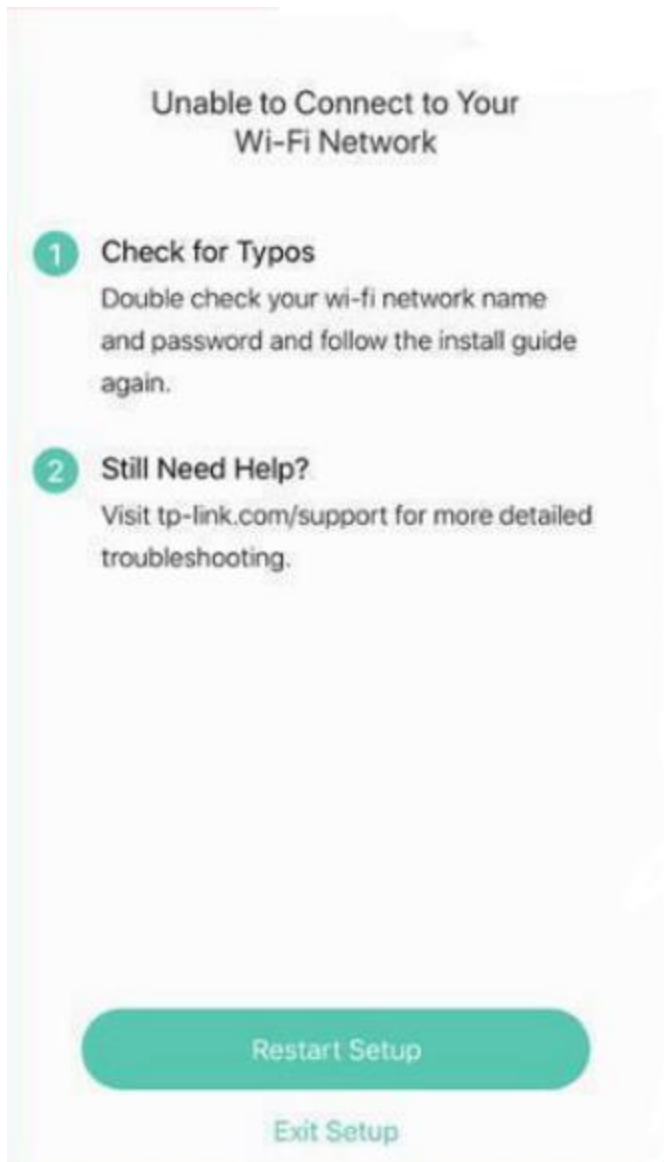 Unable to Connect to Your
Wi-Fi Network
1 Check for Typos
Double check your wi-fi network name
and password and follow the install guide
again.
2 Still Need Help?
Visit tp-link.com/support for more detailed
troubleshooting.
Restart Setup
Exit Setup